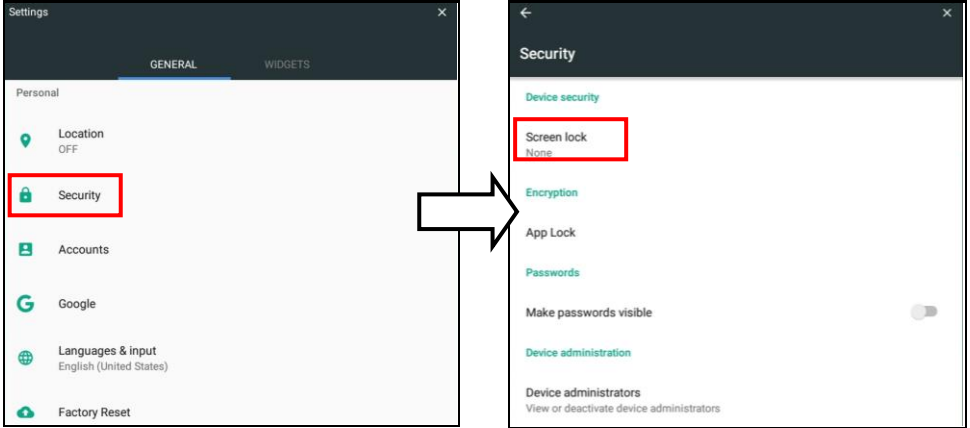 Settings
×
GENERAL
WIDGETS
Personal
Location
OFF
Security
Accounts
Google
Languages & input
English (United States)
Factory Reset
×
Security
Device security
Screen lock
None
Encryption
App Lock
Passwords
Make passwords visible
Device administration
Device administrators
View or deactivate device administrators